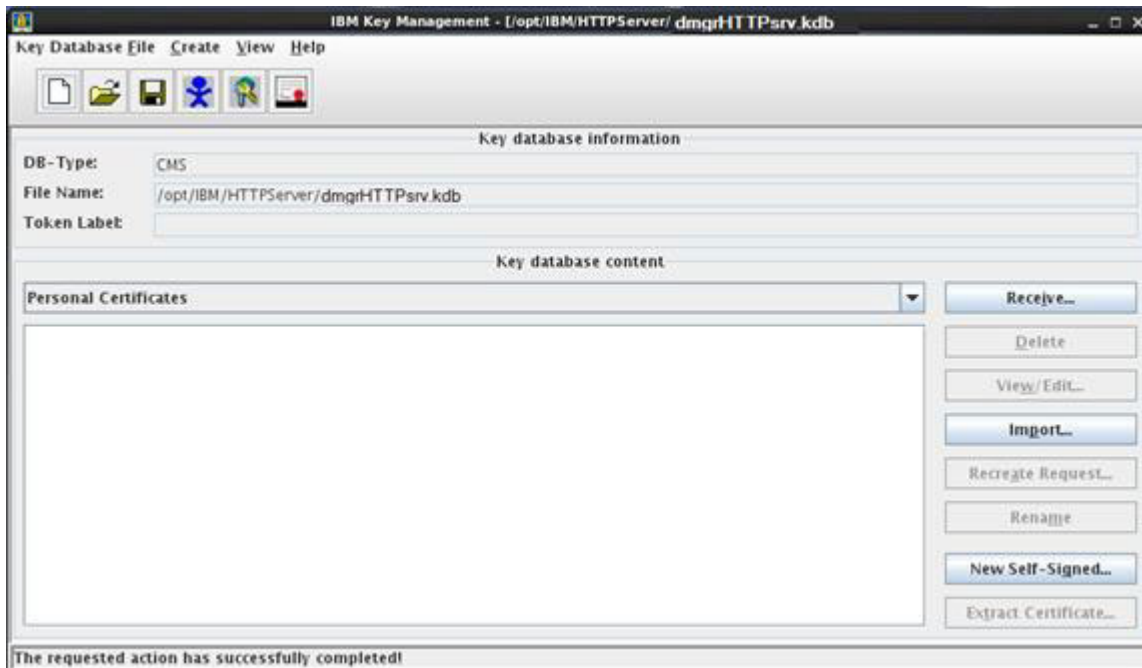 IBM Key Management - [/opt/IBM/HTTPServer/ dmgrHTTPsrv.kdb
Key Database File Create View Help
Key database information
DB-Type: CMS
File Name: /opt/IBM/HTTPServer/dmgrHTTPsrv.kdb
Token Label:
Key database content
Personal Certificates
Receive...
Delete
View/Edit...
Import...
Recreate Request...
Rename
New Self-Signed...
Extract Certificate...
The requested action has successfully completed!